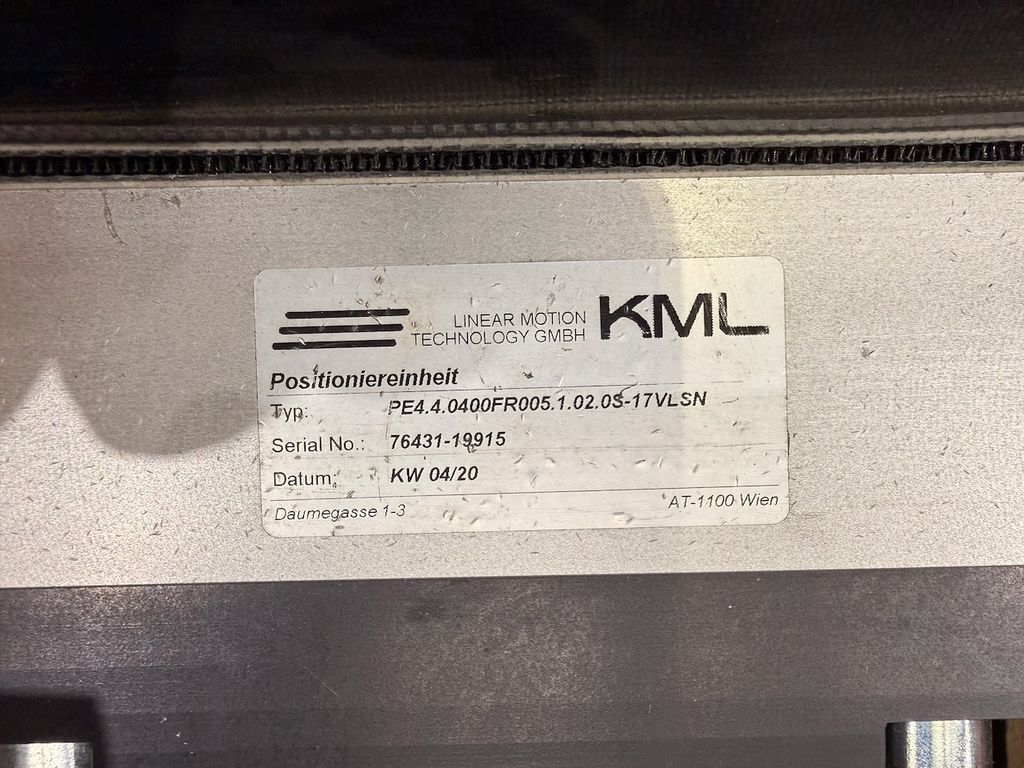 LINEAR MOTION
TECHNOLOGY GMBH
KML
Positioniereinheit
Typ: PE4.4.0400FR005.1.02.0S-17VLSN
Serial No.: 76431-19915
Datum: KW 04/20
Daumegasse 1-3 AT-1100 Wien